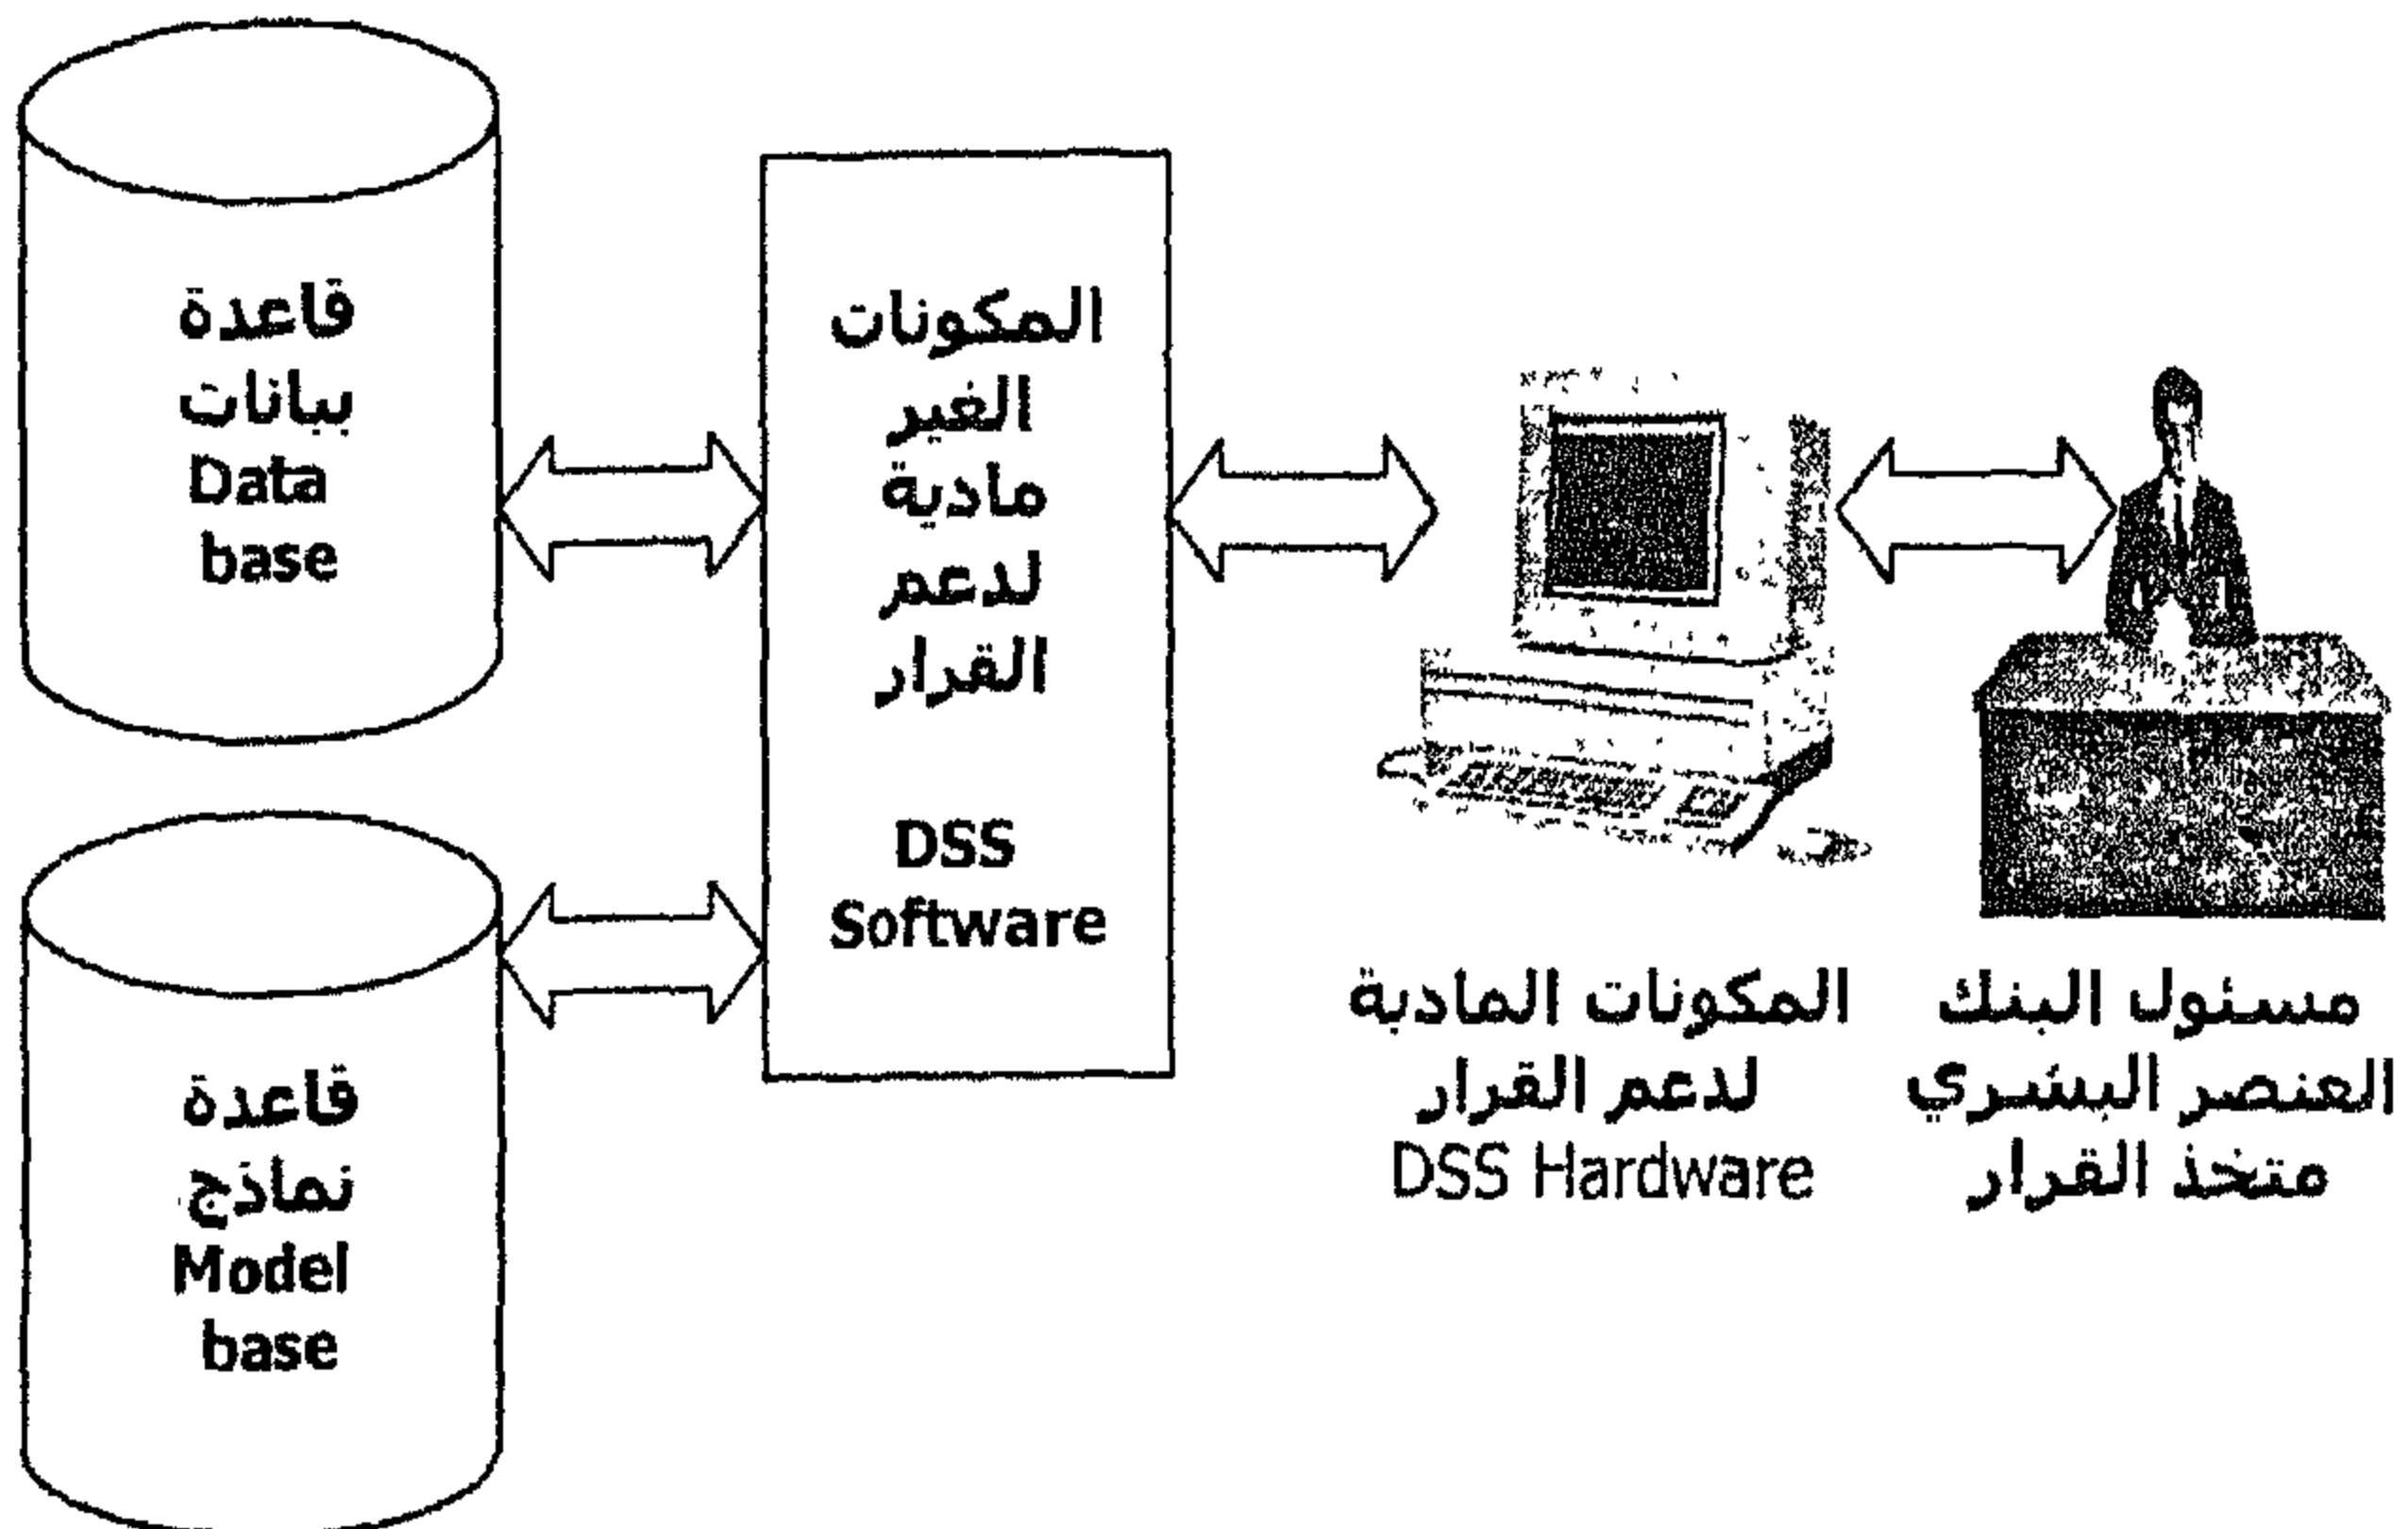 قاعدة
بيانات
Data
base
المكونات
الغير
مادية
لدعم
القرار
DSS
Software
المكونات المادية
لدعم القرار
DSS Hardware
مسئول البنك
العنصر البشري
متخذ القرار
قاعدة
نماذج
Model
base